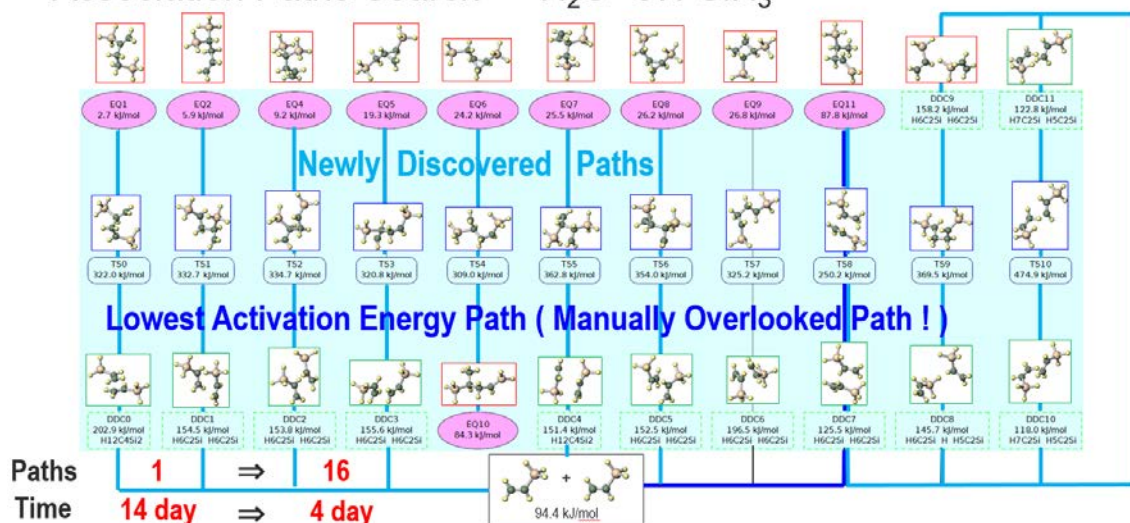 EQ1
2.7 kJ/mol
EQ2
5.9 kJ/mol
EQ4
9.2 kJ/mol
EQ5
19.3 kJ/mol
EQ6
24.2 kJ/mol
EQ7
25.5 kJ/mol
EQ8
26.2 kJ/mol
EQ9
26.8 kJ/mol
EQ11
87.8 kJ/mol
DDC9
158.2 kJ/mol
H6C2Si H6C2Si
DDC11
122.8 kJ/mol
H7C2Si H5C2Si
Newly Discovered Paths
TS0
322.0 kJ/mol
TS1
332.7 kJ/mol
TS2
334.7 kJ/mol
TS3
320.8 kJ/mol
TS4
309.0 kJ/mol
TS5
362.8 kJ/mol
TS6
354.0 kJ/mol
TS7
325.2 kJ/mol
TS8
250.2 kJ/mol
TS9
369.5 kJ/mol
TS10
474.9 kJ/mol
Lowest Activation Energy Path ( Manually Overlooked Path ! )
DDC0
202.9 kJ/mol
H12C4Si2
DDC1
154.5 kJ/mol
H6C2Si H6C2Si
DDC2
153.8 kJ/mol
H6C2Si H6C2Si
DDC3
155.6 kJ/mol
H6C2Si H6C2Si
EQ10
84.3 kJ/mol
DDC4
151.4 kJ/mol
H12C4Si2
DDC5
152.5 kJ/mol
H6C2Si H6C2Si
DDC6
196.5 kJ/mol
H6C2Si H6C2Si
DDC7
125.5 kJ/mol
H6C2Si H6C2Si
DDC8
145.7 kJ/mol
H6C2Si H H5C2Si
DDC10
118.0 kJ/mol
H7C2Si H5C2Si
Paths 1 ⇒ 16
Time 14 day ⇒ 4 day
+
94.4 kJ/mol